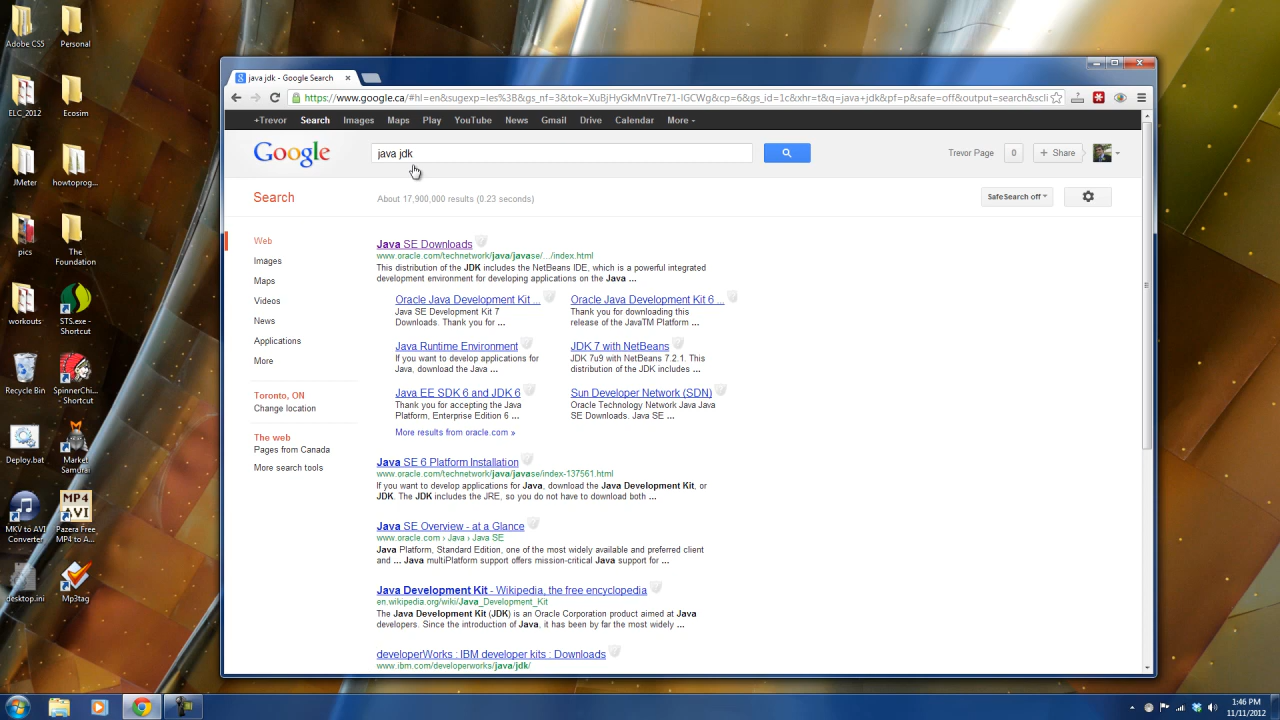 Adobe CS5
Personal
ELC_2012
Ecosim
JMeter
howtoprog...
pics
The Foundation
workouts
STS.exe - Shortcut
Recycle Bin
SpinnerChi... - Shortcut
Deploy.bat
Market Samurai
MKV to AVI Converter
MP4
AVI
Pazera Free MP4 to A...
desktop.ini
Mp3tag
java jdk - Google Search
https://www.google.ca/#hl=en&sugexp=les%3B&gs_nf=3&tok=XuBjHyGkMnVTre71-IGCWg&cp=6&gs_id=1c&xhr=t&q=java+jdk&pf=p&safe=off&output=search&scli
+Trevor Search Images Maps Play YouTube News Gmail Drive Calendar More
Google
java jdk
Trevor Page 0 + Share
Search
About 17,900,000 results (0.23 seconds)
SafeSearch off
Web
Images
Maps
Videos
News
Applications
More
Toronto, ON
Change location
The web
Pages from Canada
More search tools
Java SE Downloads
www.oracle.com/technetwork/java/javase/.../index.html
This distribution of the JDK includes the NetBeans IDE, which is a powerful integrated
development environment for developing applications on the Java ...
Oracle Java Development Kit ...
Java SE Development Kit 7
Downloads. Thank you for ...
Oracle Java Development Kit 6 ...
Thank you for downloading this
release of the JavaTM Platform ...
Java Runtime Environment
If you want to develop applications for
Java, download the Java ...
JDK 7 with NetBeans
JDK 7u9 with NetBeans 7.2.1. This
distribution of the JDK includes ...
Java EE SDK 6 and JDK 6
Thank you for accepting the Java
Platform, Enterprise Edition 6 ...
Sun Developer Network (SDN)
Oracle Technology Network Java Java
SE Downloads. Java SE ...
More results from oracle.com »
Java SE 6 Platform Installation
www.oracle.com/technetwork/java/javase/index-137561.html
If you want to develop applications for Java, download the Java Development Kit, or
JDK. The JDK includes the JRE, so you do not have to download both ...
Java SE Overview - at a Glance
www.oracle.com › Java › Java SE
Java Platform, Standard Edition, one of the most widely available and preferred client
and ... Java multiPlatform support offers mission-critical Java support for ...
Java Development Kit - Wikipedia, the free encyclopedia
en.wikipedia.org/wiki/Java_Development_Kit
The Java Development Kit (JDK) is an Oracle Corporation product aimed at Java
developers. Since the introduction of Java, it has been by far the most widely ...
developerWorks : IBM developer kits : Downloads
www.ibm.com/developerworks/java/jdk/
1:46 PM
11/11/2012